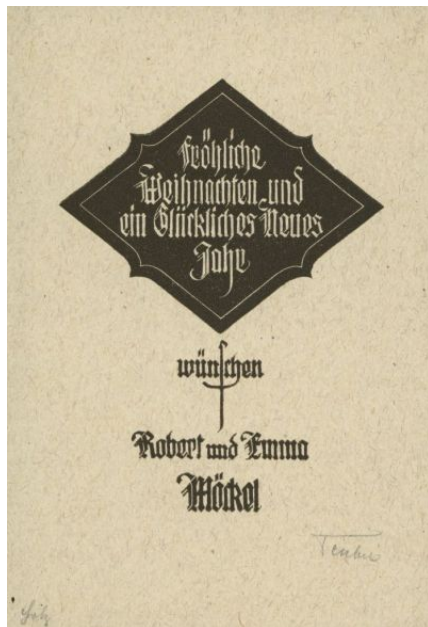 Fröhliche
Weihnachten und
ein Glückliches Neues
Jahr
wünschen
Robert und Emma
Möckel